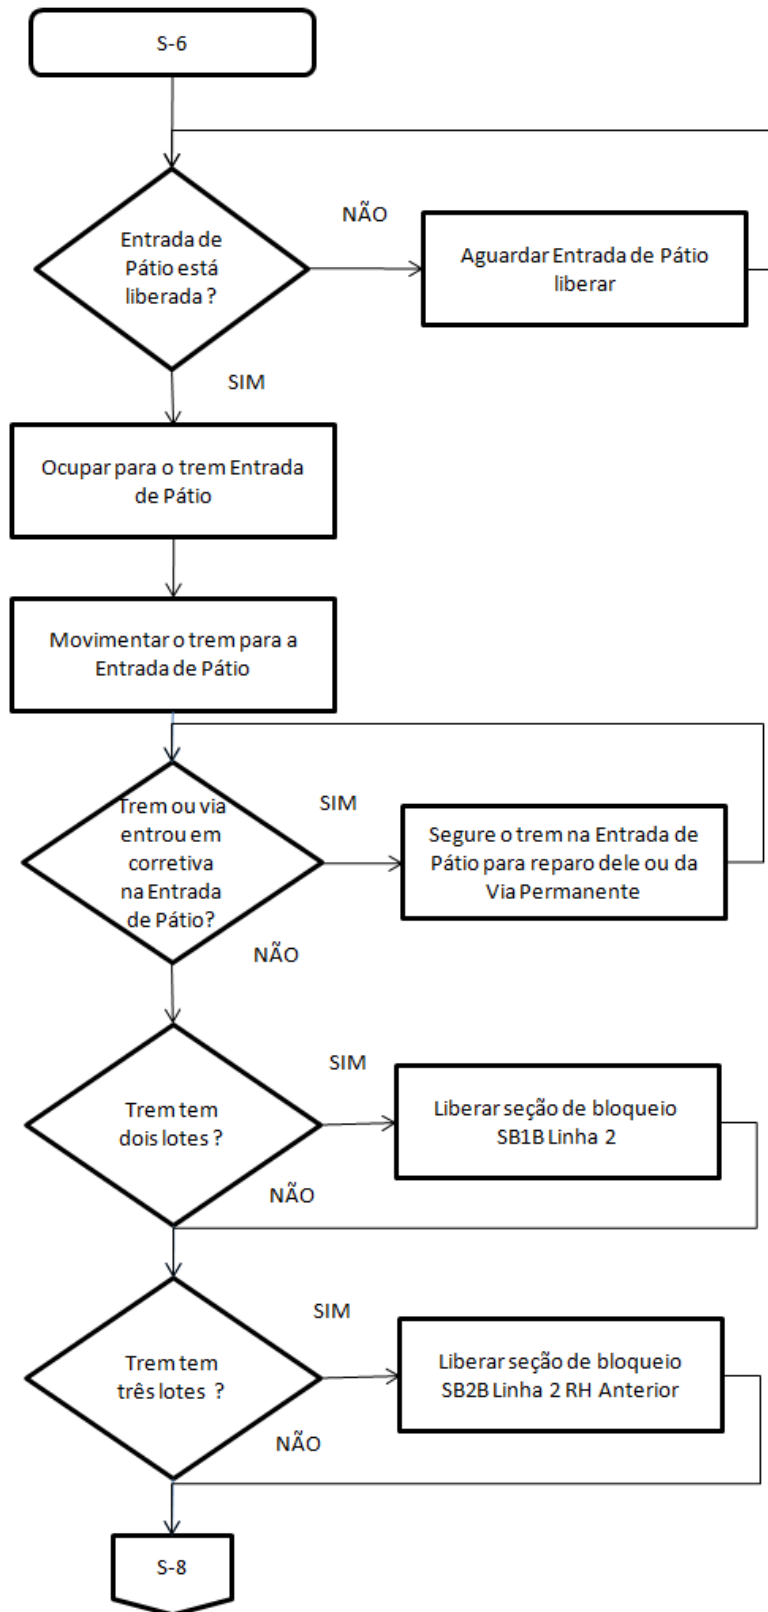 S-6
Entrada de
Pátio está
liberada ?
NÃO
Aguardar Entrada de Pátio
liberar
SIM
Ocupar para o trem Entrada
de Pátio
Movimentar o trem para a
Entrada de Pátio
Trem ou via
entrou em
corretiva
na Entrada
de Pátio?
SIM
Segure o trem na Entrada de
Pátio para reparo dele ou da
Via Permanente
NÃO
Trem tem
dois lotes ?
SIM
Liberar seção de bloqueio
SB1B Linha 2
NÃO
Trem tem
três lotes ?
SIM
Liberar seção de bloqueio
SB2B Linha 2 RH Anterior
NÃO
S-8